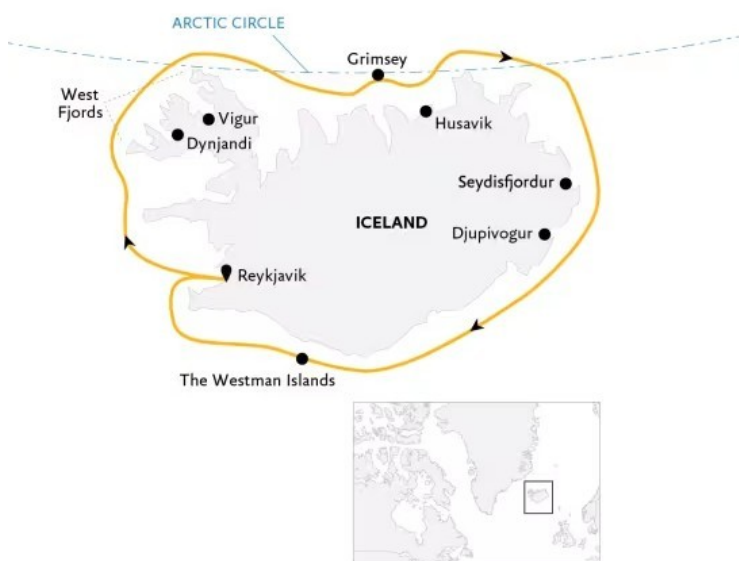 ARCTIC CIRCLE
Grimsey
West
Fjords
Vigur
Dynjandi
Husavik
Seydisfjordur
ICELAND
Djupivogur
Reykjavik
The Westman Islands